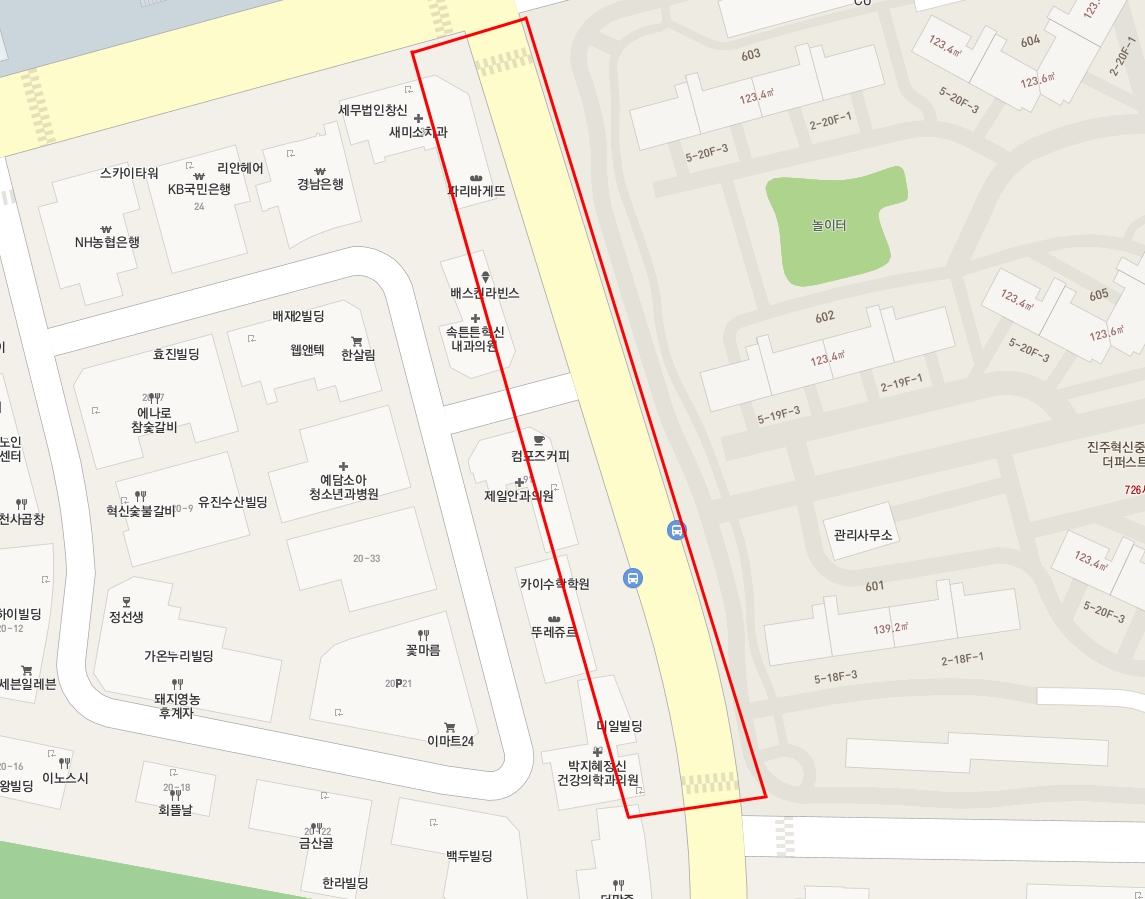 CU
603
604
123.4㎡
123.6㎡
5-20F-3
2-20F-1
123.4㎡
2-20F-1
5-20F-3
세무법인창신
새미소치과
스카이타워
KB국민은행
24
리안헤어
경남은행
NH농협은행
파리바게뜨
놀이터
배스킨라빈스
속튼튼혁신
내과의원
602
123.4㎡
2-19F-1
5-19F-3
605
123.4㎡
123.6㎡
5-20F-3
배재2빌딩
웰앤텍
한살림
효진빌딩
에나로
참숯갈비
노인
센터
천사곱창
혁신숯불갈비
유진수산빌딩
예담소아
청소년과병원
20-33
컴포즈커피
제일안과의원
카이수학학원
뚜레쥬르
진주혁신중
더퍼스트
726
관리사무소
601
139.2㎡
2-18F-1
5-18F-3
123.4㎡
5-20F-3
하이빌딩
20-12
세븐일레븐
정선생
가온누리빌딩
돼지영농
후계자
꽃마름
20P21
이마트24
미일빌딩
박지혜정신
건강의학과의원
20-16
왕빌딩
이노스시
20-18
회뜰날
20-22
금산골
한라빌딩
백두빌딩